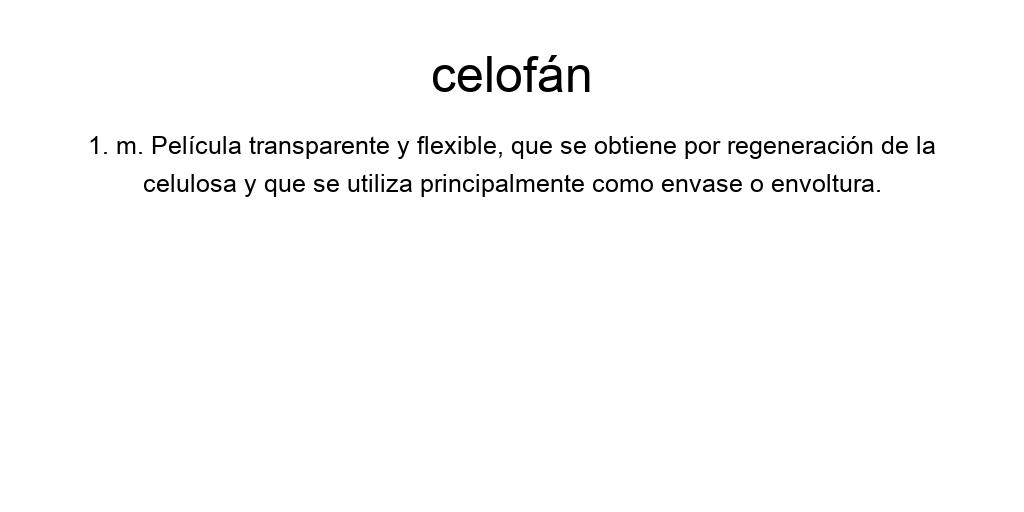 celofán
1. m. Película transparente y flexible, que se obtiene por regeneración de la
celulosa y que se utiliza principalmente como envase o envoltura.